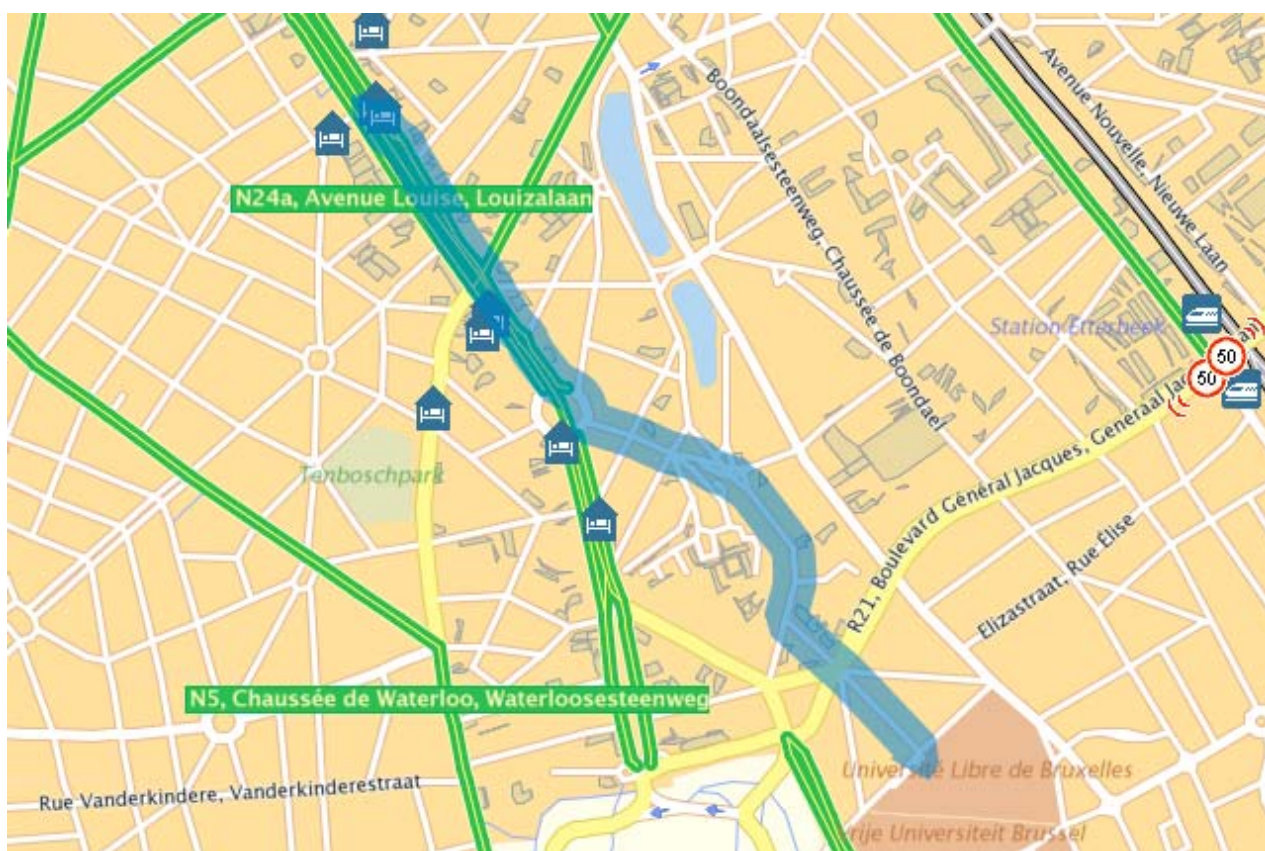 Avenue Nouvelle, Nieuwe Laan
Boondaalsesteenweg, Chaussée de Boondael
N24a, Avenue Louise, Louizalaan
Station Etterbeek
50
50
R21, Boulevard Général Jacques, Generaal Jac
an
Tenboschpark
Elizastraat, Rue Élise
N5, Chaussée de Waterloo, Waterloosesteenweg
Université Libre de Bruxelles
Rue Vanderkindere, Vanderkinderestraat
rije Universiteit Brussel